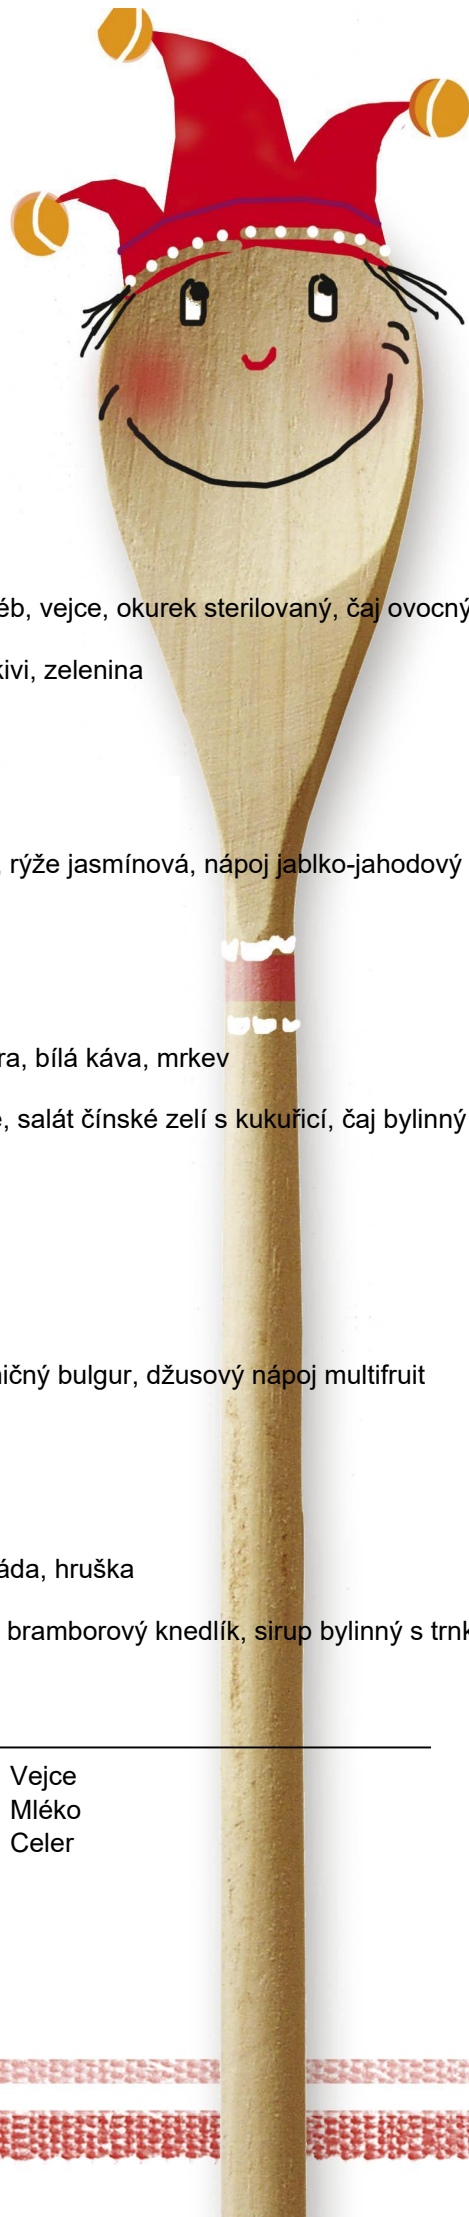 éb, vejce, okurek sterilovaný, čaj ovocný
kivi, zelenina
, rýže jasmínová, nápoj jablko-jahodový
ra, bílá káva, mrkev
, salát čínské zelí s kukuřicí, čaj bylinný
ničný bulgur, džusový nápoj multifruit
áda, hruška
bramborový knedlík, sirup bylinný s trnk
Vejce
Mléko
Celer